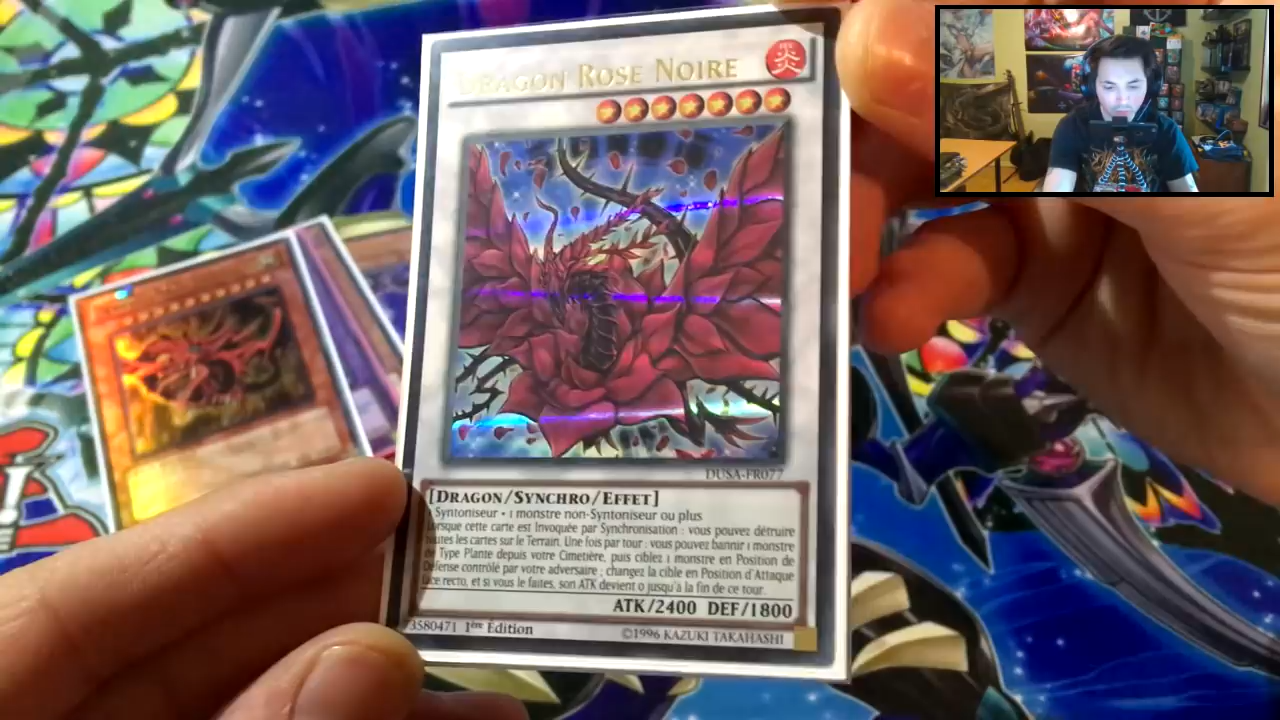 DRAGON ROSE NOIRE
炎
DUSA-FR077
[DRAGON/SYNCHRO/EFFET]
Syntoniseur + 1 monstre non-Syntoniseur ou plus
Lorsque cette carte est Invoquée par Synchronisation : vous pouvez détruire
toutes les cartes sur le Terrain. Une fois par tour : vous pouvez bannir 1 monstre
de Type Plante depuis votre Cimetière, puis ciblez 1 monstre en Position de
Défense contrôlé par votre adversaire ; changez la cible en Position d'Attaque
face recto, et si vous le faites, son ATK devient 0 jusqu'à la fin de ce tour.
ATK/2400 DEF/1800
73580471 1ère Édition
©1996 KAZUKI TAKAHASHI